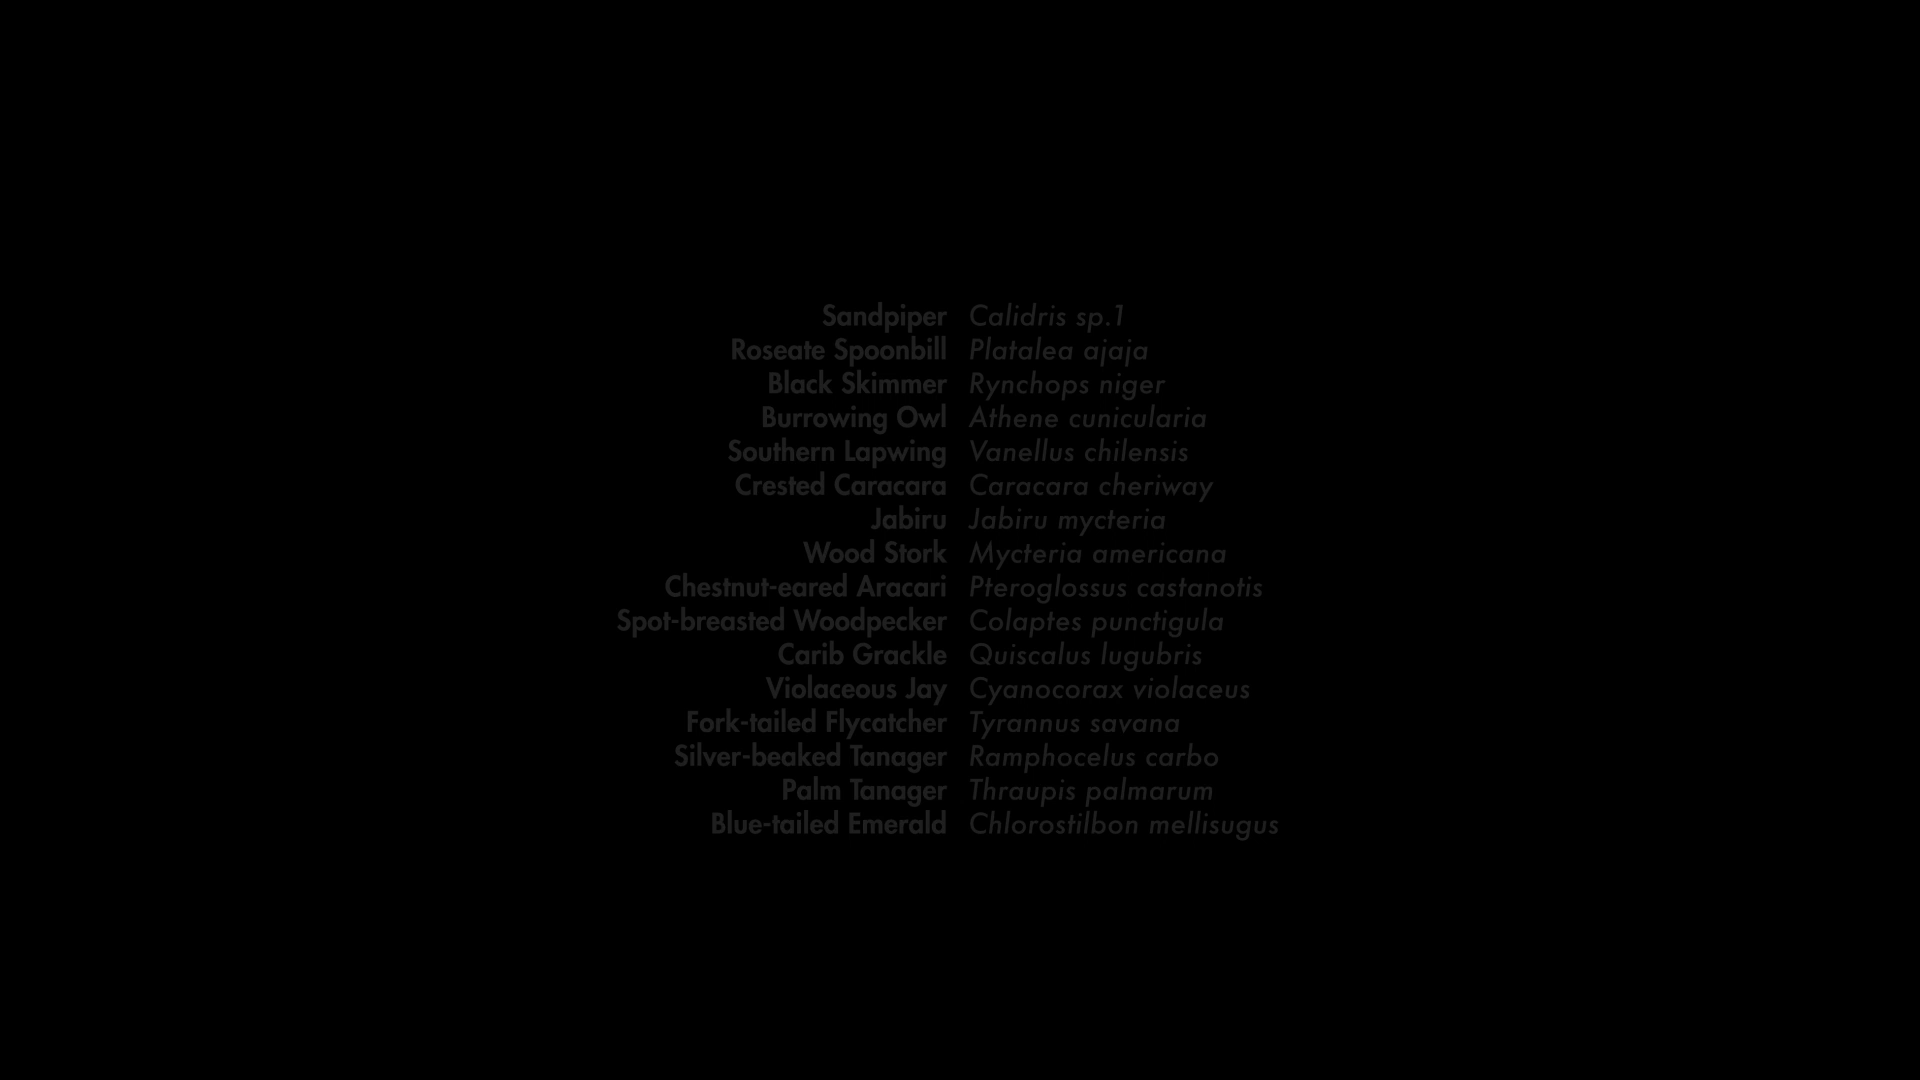 Sandpiper Calidris sp.1
Roseate Spoonbill Platalea ajaja
Black Skimmer Rynchops niger
Burrowing Owl Athene cunicularia
Southern Lapwing Vanellus chilensis
Crested Caracara Caracara cheriway
Jabiru Jabiru mycteria
Wood Stork Mycteria americana
Chestnut-eared Aracari Pteroglossus castanotis
Spot-breasted Woodpecker Colaptes punctigula
Carib Grackle Quiscalus lugubris
Violaceous Jay Cyanocorax violaceus
Fork-tailed Flycatcher Tyrannus savana
Silver-beaked Tanager Ramphocelus carbo
Palm Tanager Thraupis palmarum
Blue-tailed Emerald Chlorostilbon mellisugus